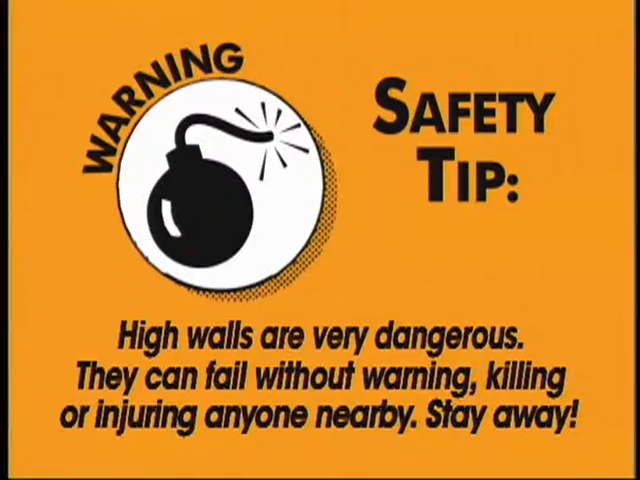 WARNING
SAFETY
TIP:
High walls are very dangerous.
They can fail without warning, killing
or injuring anyone nearby. Stay away!